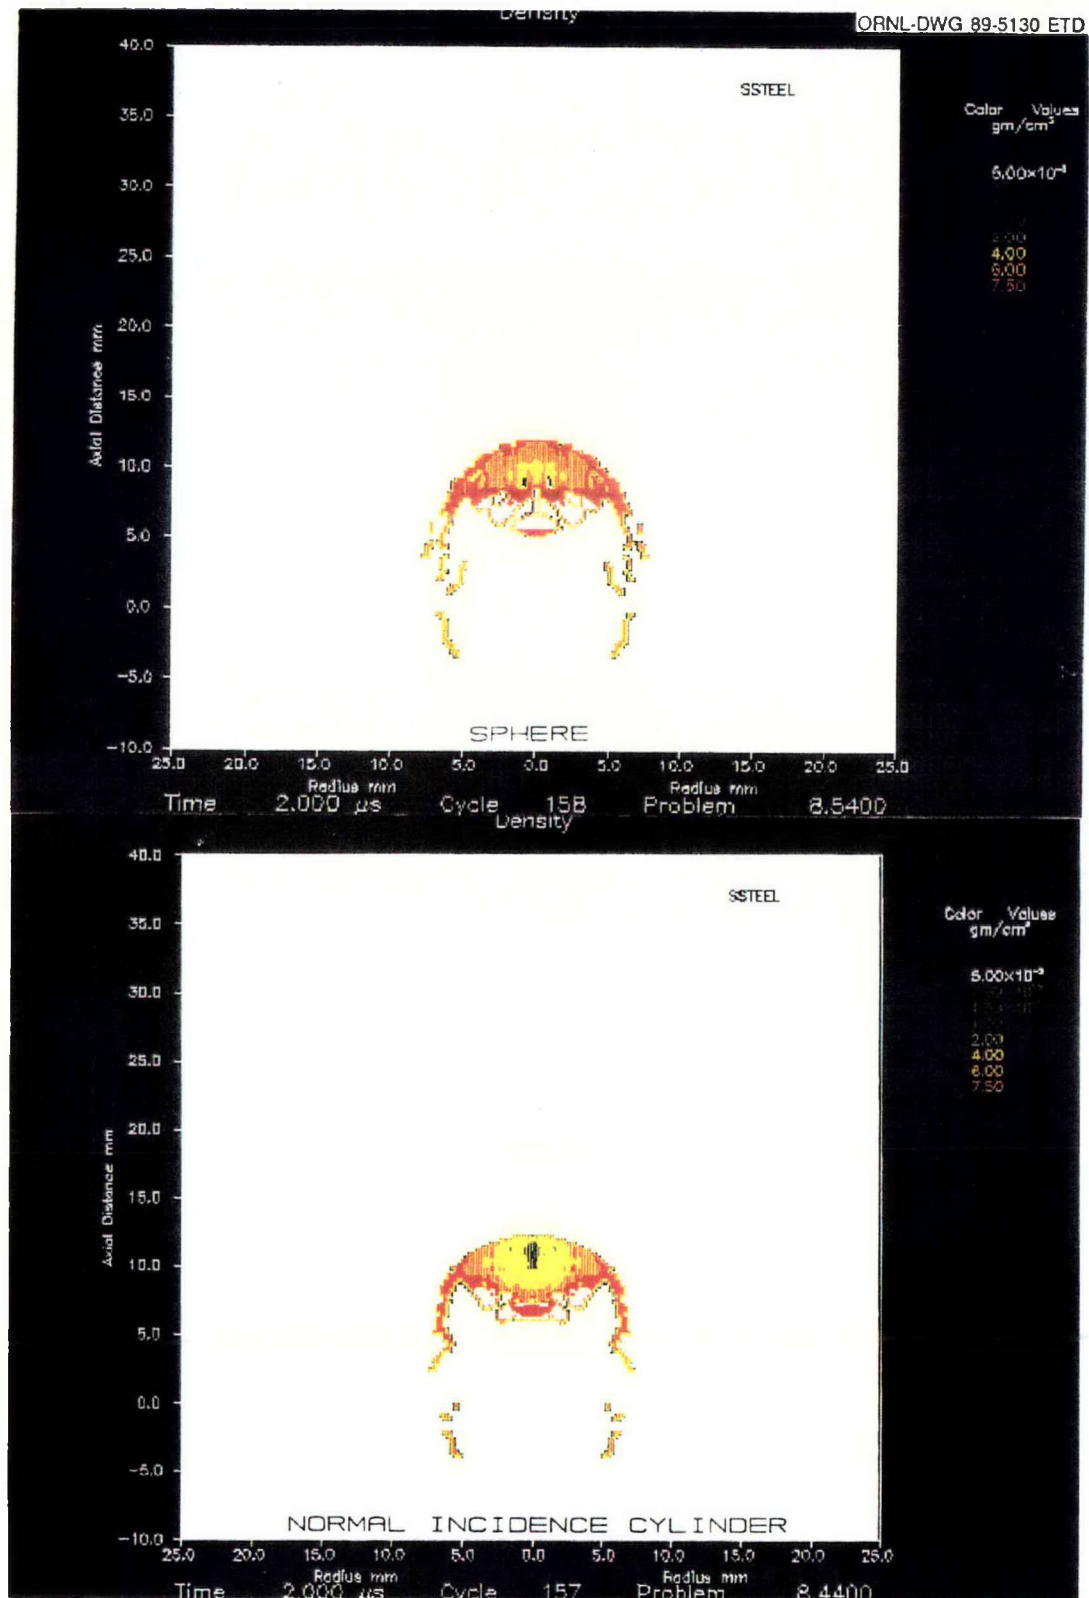 Density
ORNL-DWG 89-5130 ETD
40.0
SSTEEL
35.0
Color Values
gm/cm³
30.0
25.0
4.00
6.00
7.50
20.0
Axial Distance mm
15.0
10.0
5.0
0.0
-5.0
SPHERE
-10.0
25.0 20.0 15.0 10.0 5.0 0.0 5.0 10.0 15.0 20.0 25.0
Radius mm Radius mm
Time 2.000 µs Cycle 158 Problem 8.5400
Density
40.0
SSTEEL
35.0
Color Values
gm/cm³
5.00×10⁻³
30.0
2.00
25.0
4.00
6.00
7.50
20.0
Axial Distance mm
15.0
10.0
5.0
0.0
-5.0
NORMAL INCIDENCE CYLINDER
-10.0
25.0 20.0 15.0 10.0 5.0 0.0 5.0 10.0 15.0 20.0 25.0
Radius mm Radius mm
Time 2.000 µs Cycle 157 Problem 8.4400